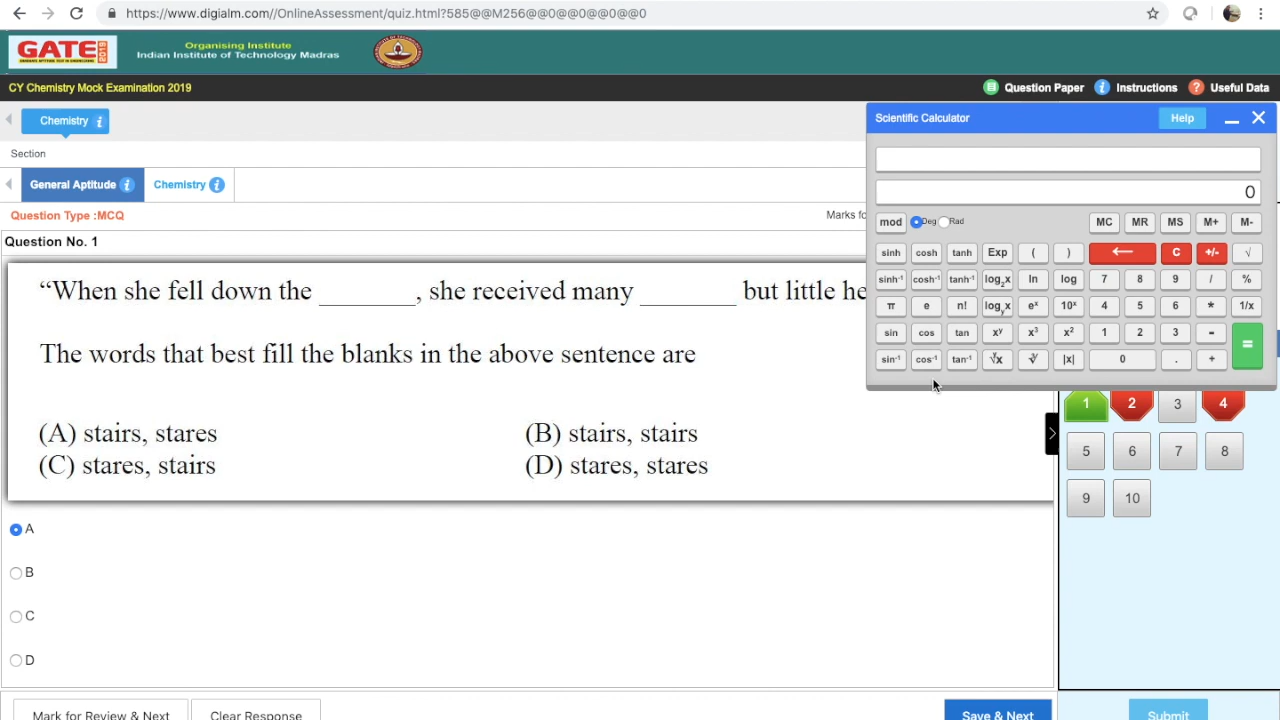 https://www.digialm.com//OnlineAssessment/quiz.html?585@@M256@@0@@0@@0@@0
GATE 2019
Organising Institute
Indian Institute of Technology Madras
CY Chemistry Mock Examination 2019
Question Paper
Instructions
Useful Data
Chemistry i
Section
General Aptitude i
Chemistry i
Question Type :MCQ
Marks fo
Question No. 1
“When she fell down the _______, she received many _______ but little he
The words that best fill the blanks in the above sentence are
(A) stairs, stares (B) stairs, stairs
(C) stares, stairs (D) stares, stares
A
B
C
D
Mark for Review & Next
Clear Response
Save & Next
Submit
Scientific Calculator
Help
0
mod Deg Rad MC MR MS M+ M-
sinh cosh tanh Exp ( ) ← C +/- √
sinh-1 cosh-1 tanh-1 log2x ln log 7 8 9 / %
π e n! logyx ex 10x 4 5 6 * 1/x
sin cos tan xy x3 x2 1 2 3 - =
sin-1 cos-1 tan-1 y√x 3√ |x| 0 . +
1 2 3 4
5 6 7 8
9 10